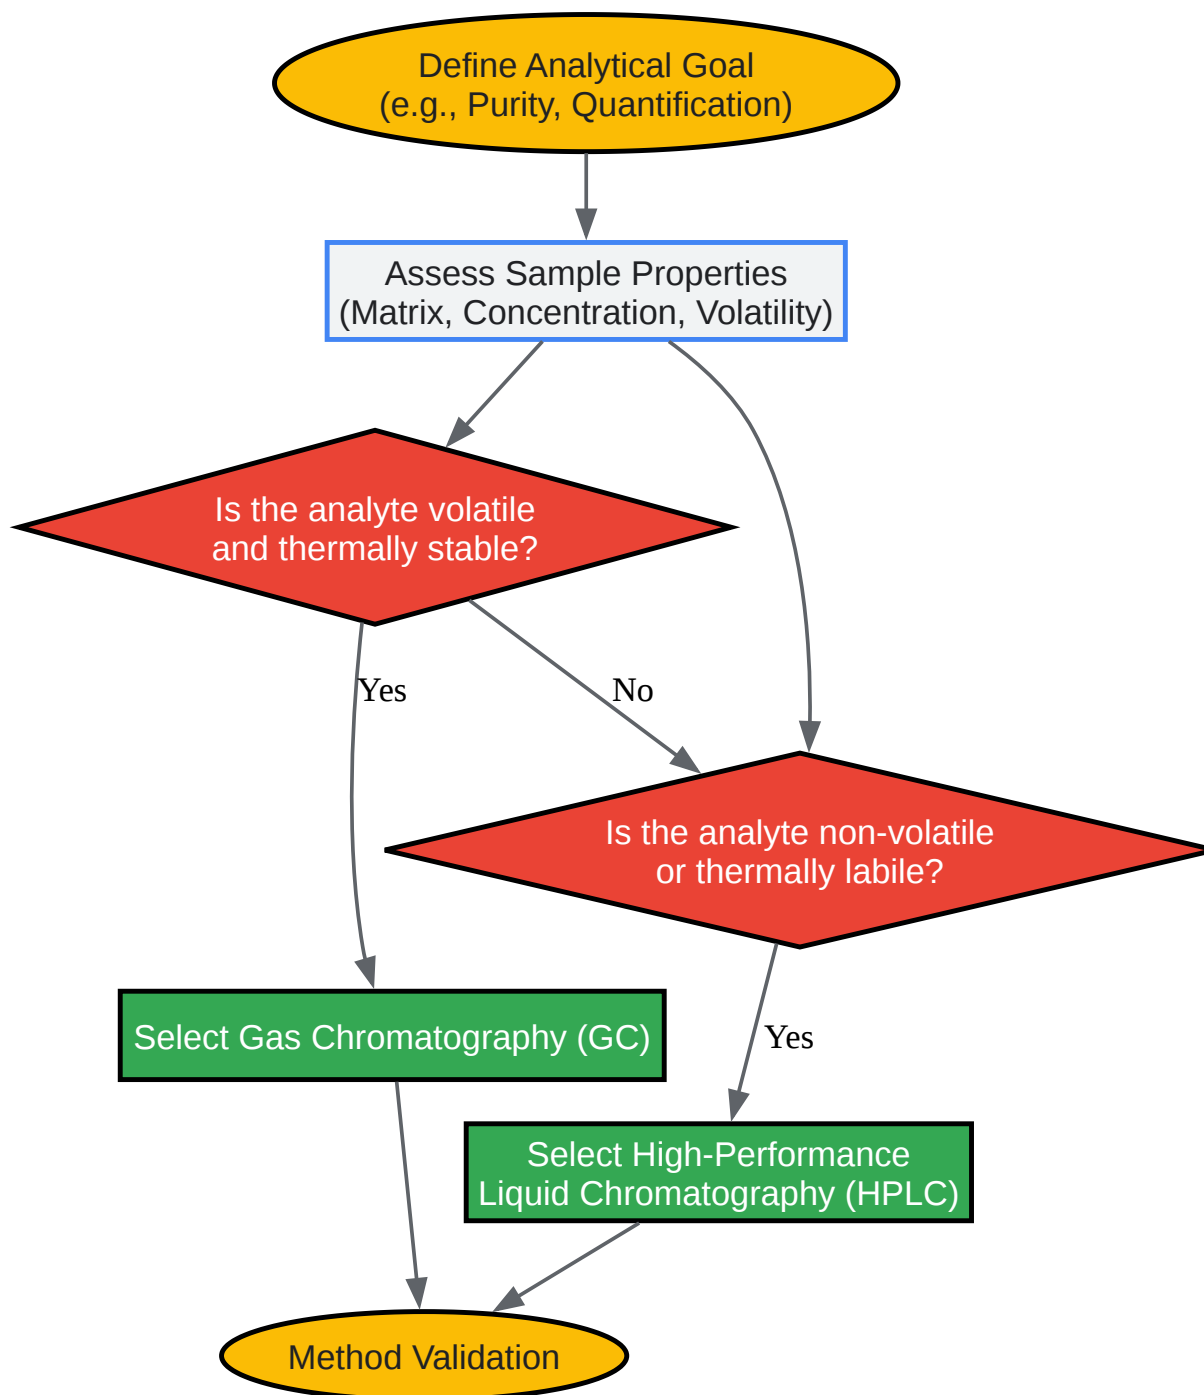 Define Analytical Goal
(e.g., Purity, Quantification)
Assess Sample Properties
(Matrix, Concentration, Volatility)
Is the analyte volatile
and thermally stable?
Yes
No
Is the analyte non-volatile
or thermally labile?
Select Gas Chromatography (GC)
Yes
Select High-Performance
Liquid Chromatography (HPLC)
Method Validation